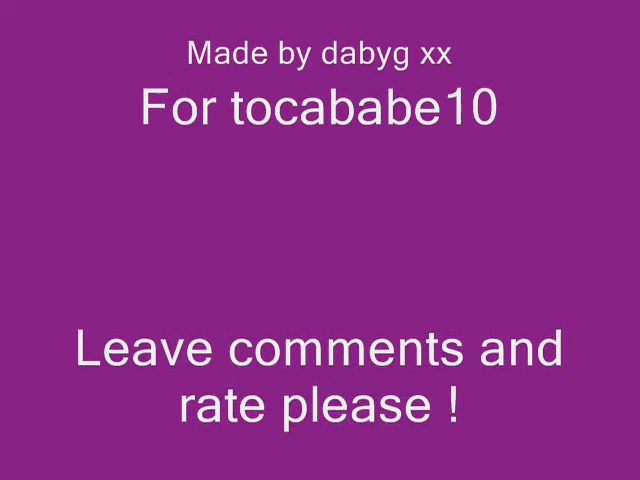 Made by dabyg xx
For tocababe10
Leave comments and
rate please !